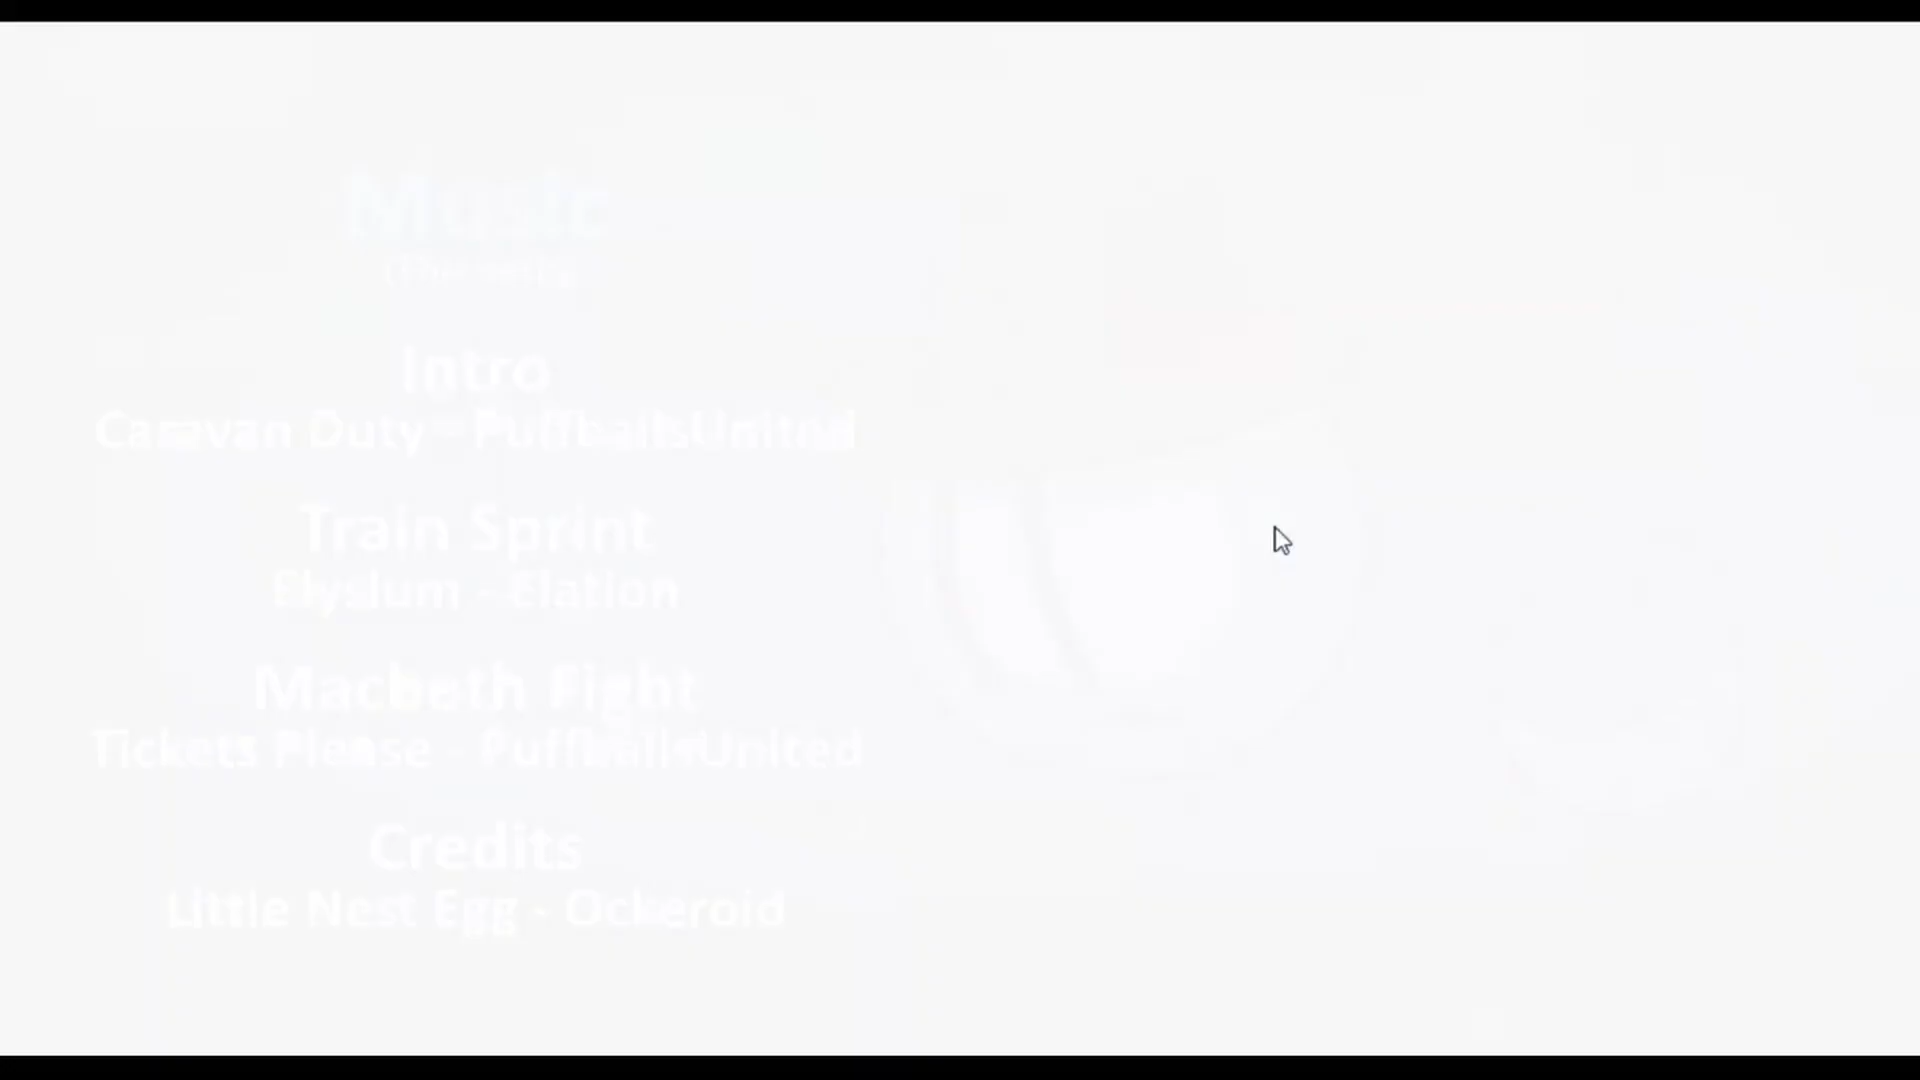 Music
Intro
Caravan Duty - PuffballsUnited
Train Sprint
Elysium - Elation
Macbeth Fight
Tickets Please - PuffballsUnited
Credits
Little Nest Egg - Ockeroid